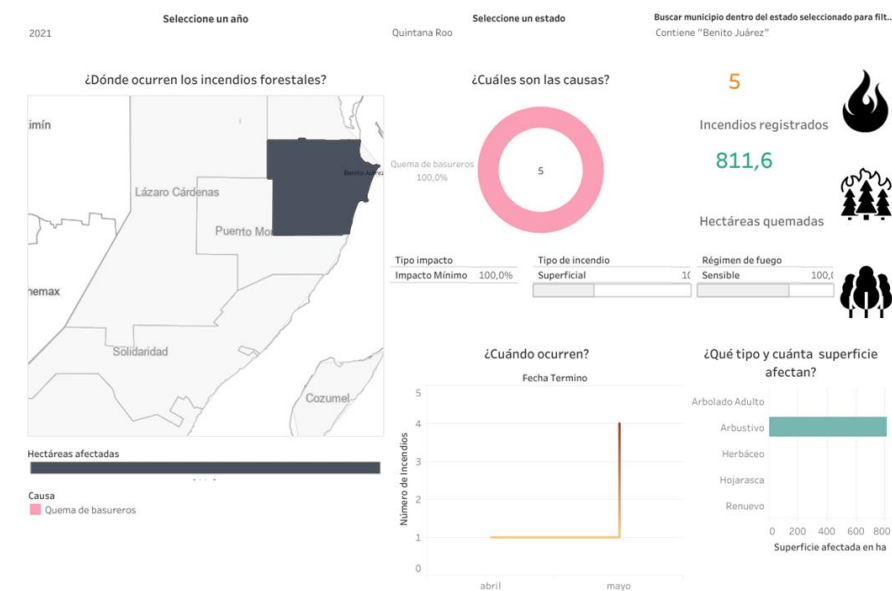 Seleccione un año
2021
Seleccione un estado
Quintana Roo
Buscar municipio dentro del estado seleccionado para filt..
Contiene "Benito Juárez"
¿Dónde ocurren los incendios forestales?
imín
Lázaro Cárdenas
Benito Juárez
Puerto Mo
nemax
Solidaridad
Cozumel
Hectáreas afectadas
Causa
Quema de basureros
¿Cuáles son las causas?
Quema de basureros
100,0%
5
5
Incendios registrados
811,6
Hectáreas quemadas
Tipo impacto
Impacto Mínimo 100,0%
Tipo de incendio
Superficial 10
Régimen de fuego
Sensible 100,0
¿Cuándo ocurren?
Fecha Termino
Número de Incendios
5
4
3
2
1
0
abril mayo
¿Qué tipo y cuánta superficie
afectan?
Arbolado Adulto
Arbustivo
Herbáceo
Hojarasca
Renuevo
0 200 400 600 800
Superficie afectada en ha